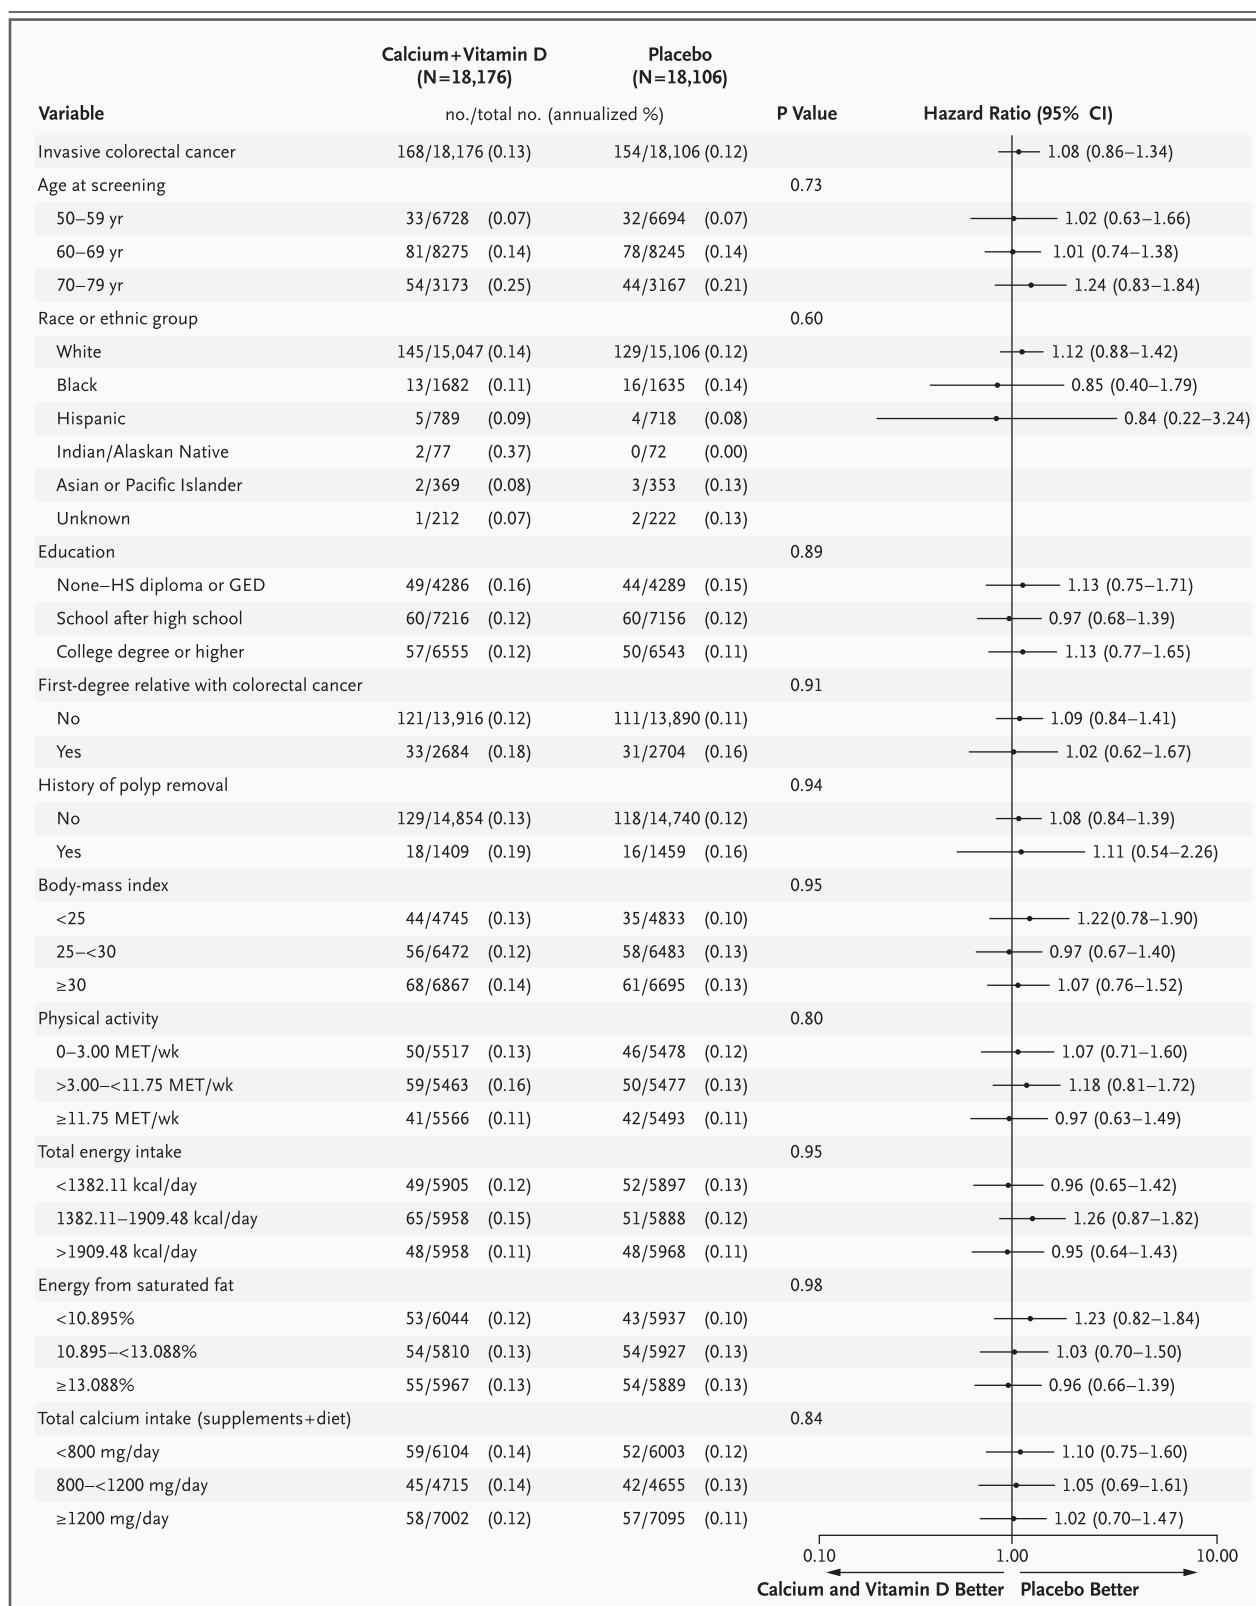 Calcium+Vitamin D Placebo
(N=18,176) (N=18,106)
Variable no./total no. (annualized %) P Value Hazard Ratio (95% CI)
Invasive colorectal cancer 168/18,176 (0.13) 154/18,106 (0.12) 1.08 (0.86–1.34)
Age at screening 0.73
50–59 yr 33/6728 (0.07) 32/6694 (0.07) 1.02 (0.63–1.66)
60–69 yr 81/8275 (0.14) 78/8245 (0.14) 1.01 (0.74–1.38)
70–79 yr 54/3173 (0.25) 44/3167 (0.21) 1.24 (0.83–1.84)
Race or ethnic group 0.60
White 145/15,047 (0.14) 129/15,106 (0.12) 1.12 (0.88–1.42)
Black 13/1682 (0.11) 16/1635 (0.14) 0.85 (0.40–1.79)
Hispanic 5/789 (0.09) 4/718 (0.08) 0.84 (0.22–3.24)
Indian/Alaskan Native 2/77 (0.37) 0/72 (0.00)
Asian or Pacific Islander 2/369 (0.08) 3/353 (0.13)
Unknown 1/212 (0.07) 2/222 (0.13)
Education 0.89
None–HS diploma or GED 49/4286 (0.16) 44/4289 (0.15) 1.13 (0.75–1.71)
School after high school 60/7216 (0.12) 60/7156 (0.12) 0.97 (0.68–1.39)
College degree or higher 57/6555 (0.12) 50/6543 (0.11) 1.13 (0.77–1.65)
First-degree relative with colorectal cancer 0.91
No 121/13,916 (0.12) 111/13,890 (0.11) 1.09 (0.84–1.41)
Yes 33/2684 (0.18) 31/2704 (0.16) 1.02 (0.62–1.67)
History of polyp removal 0.94
No 129/14,854 (0.13) 118/14,740 (0.12) 1.08 (0.84–1.39)
Yes 18/1409 (0.19) 16/1459 (0.16) 1.11 (0.54–2.26)
Body-mass index 0.95
<25 44/4745 (0.13) 35/4833 (0.10) 1.22(0.78–1.90)
25–<30 56/6472 (0.12) 58/6483 (0.13) 0.97 (0.67–1.40)
≥30 68/6867 (0.14) 61/6695 (0.13) 1.07 (0.76–1.52)
Physical activity 0.80
0–3.00 MET/wk 50/5517 (0.13) 46/5478 (0.12) 1.07 (0.71–1.60)
>3.00–<11.75 MET/wk 59/5463 (0.16) 50/5477 (0.13) 1.18 (0.81–1.72)
≥11.75 MET/wk 41/5566 (0.11) 42/5493 (0.11) 0.97 (0.63–1.49)
Total energy intake 0.95
<1382.11 kcal/day 49/5905 (0.12) 52/5897 (0.13) 0.96 (0.65–1.42)
1382.11–1909.48 kcal/day 65/5958 (0.15) 51/5888 (0.12) 1.26 (0.87–1.82)
>1909.48 kcal/day 48/5958 (0.11) 48/5968 (0.11) 0.95 (0.64–1.43)
Energy from saturated fat 0.98
<10.895% 53/6044 (0.12) 43/5937 (0.10) 1.23 (0.82–1.84)
10.895–<13.088% 54/5810 (0.13) 54/5927 (0.13) 1.03 (0.70–1.50)
≥13.088% 55/5967 (0.13) 54/5889 (0.13) 0.96 (0.66–1.39)
Total calcium intake (supplements+diet) 0.84
<800 mg/day 59/6104 (0.14) 52/6003 (0.12) 1.10 (0.75–1.60)
800–<1200 mg/day 45/4715 (0.14) 42/4655 (0.13) 1.05 (0.69–1.61)
≥1200 mg/day 58/7002 (0.12) 57/7095 (0.11) 1.02 (0.70–1.47)
0.10 1.00 10.00
Calcium and Vitamin D Better Placebo Better